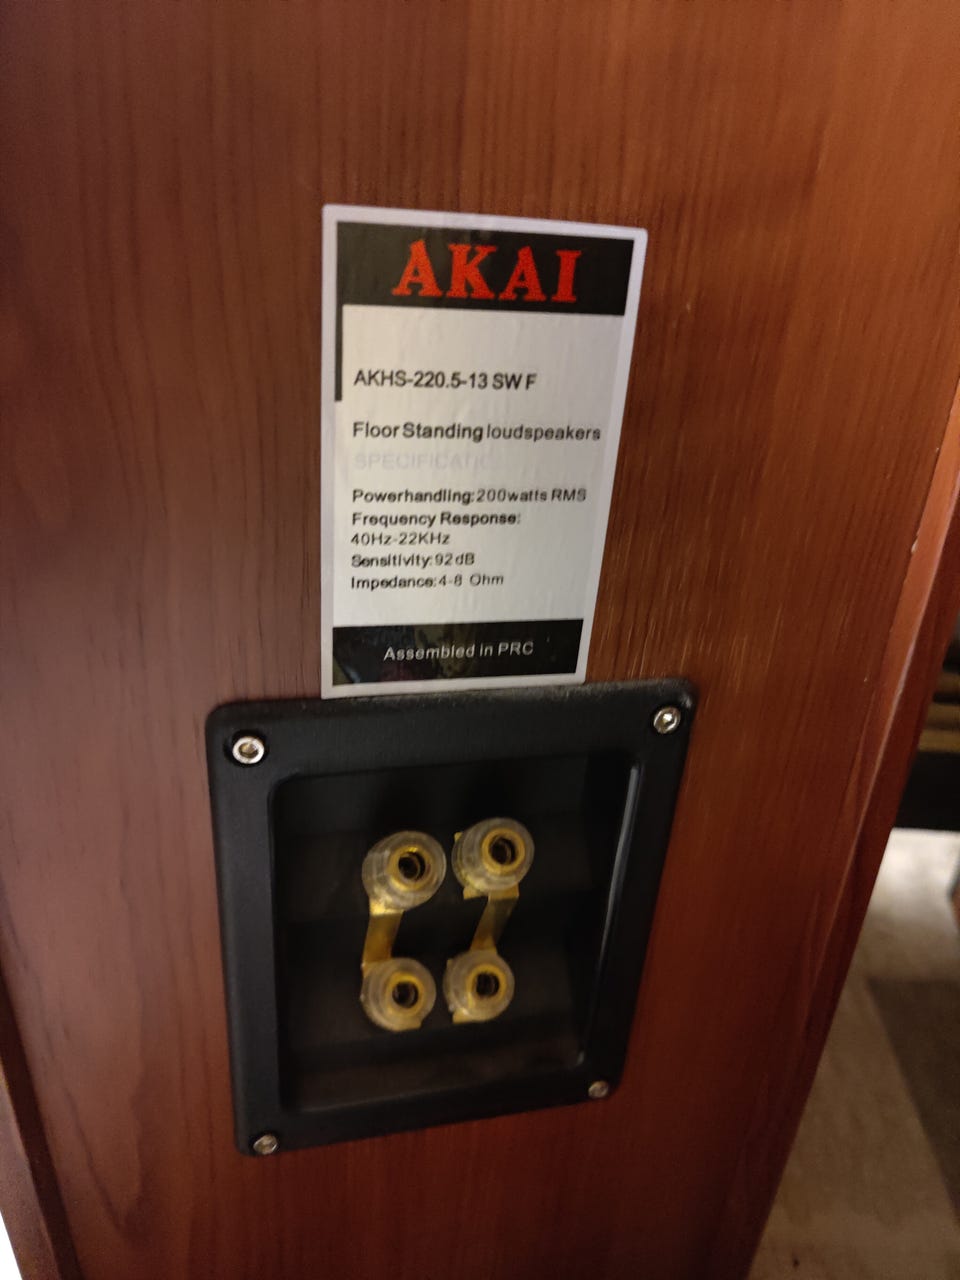 AKAI
AKHS-220.5-13 SW F
Floor Standing loudspeakers
SPECIFICATIO
Powerhandling:200watts RMS
Frequency Response:
40Hz-22KHz
Sensitivity:92dB
Impedance:4-8 Ohm
Assembled in PRC